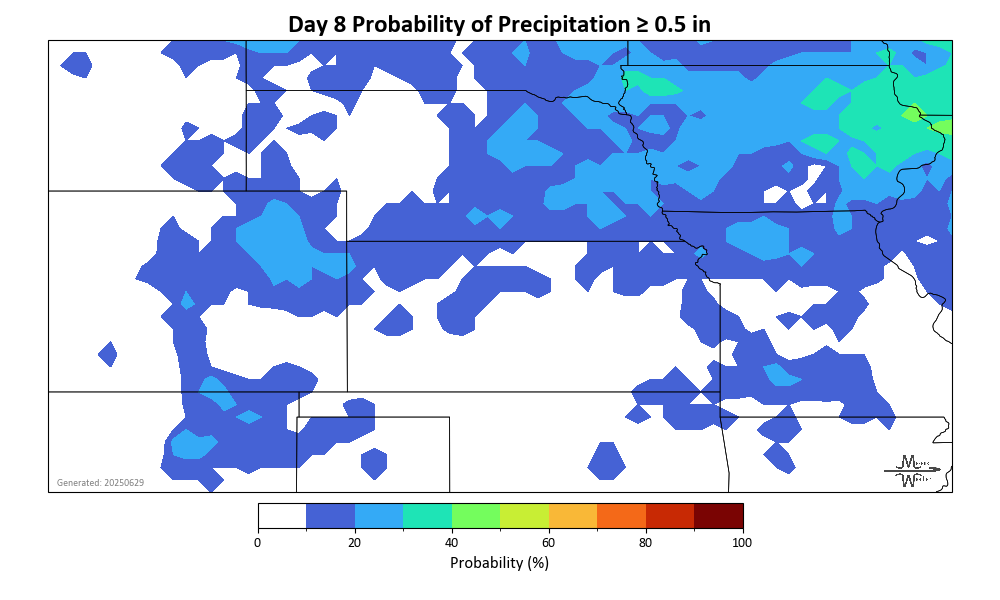 Day 8 Probability of Precipitation ≥ 0.5 in
Generated: 20250629
0 20 40 60 80 100
Probability (%)